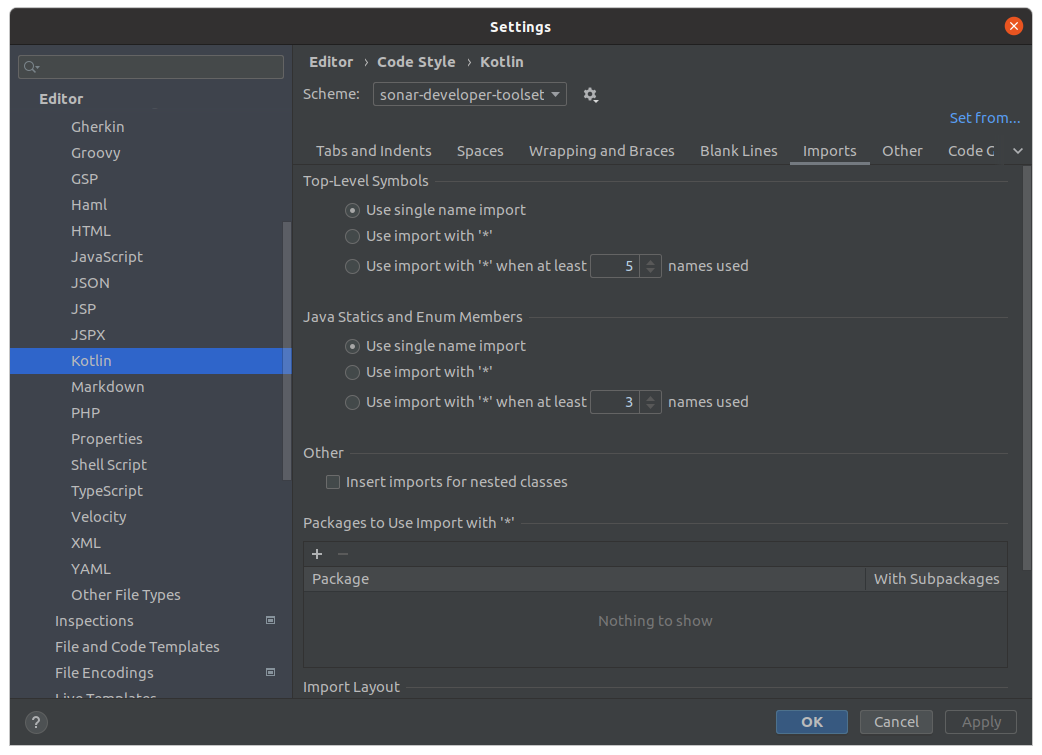 Settings
Editor
Gherkin
Groovy
GSP
Haml
HTML
JavaScript
JSON
JSP
JSPX
Kotlin
Markdown
PHP
Properties
Shell Script
TypeScript
Velocity
XML
YAML
Other File Types
Inspections
File and Code Templates
File Encodings
Live Templates
Editor › Code Style › Kotlin
Scheme: sonar-developer-toolset
Set from...
Tabs and Indents Spaces Wrapping and Braces Blank Lines Imports Other Code G
Top-Level Symbols
Use single name import
Use import with '*'
Use import with '*' when at least 5 names used
Java Statics and Enum Members
Use single name import
Use import with '*'
Use import with '*' when at least 3 names used
Other
Insert imports for nested classes
Packages to Use Import with '*'
+ −
Package With Subpackages
Nothing to show
Import Layout
? OK Cancel Apply